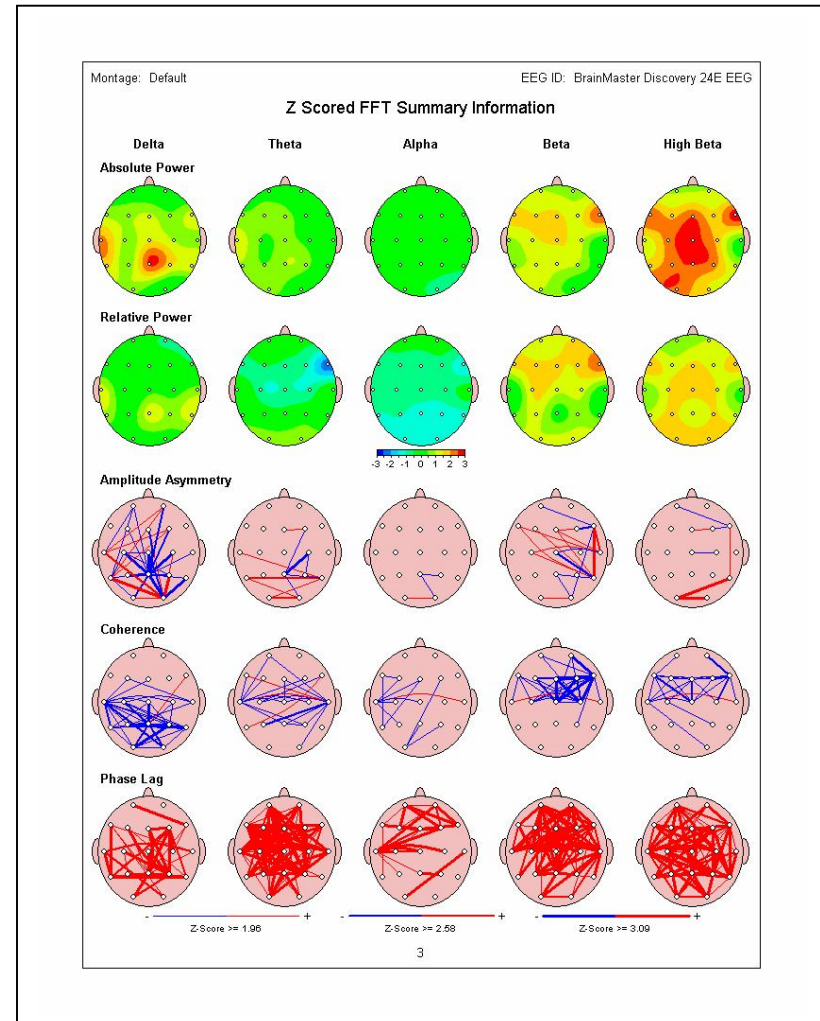 Montage: Default EEG ID: BrainMaster Discovery 24E EEG
Z Scored FFT Summary Information
Delta Theta Alpha Beta High Beta
Absolute Power
Relative Power
-3 -2 -1 0 1 2 3
Amplitude Asymmetry
Coherence
Phase Lag
- + - + - +
Z-Score >= 1.96 Z-Score >= 2.58 Z-Score >= 3.09
3